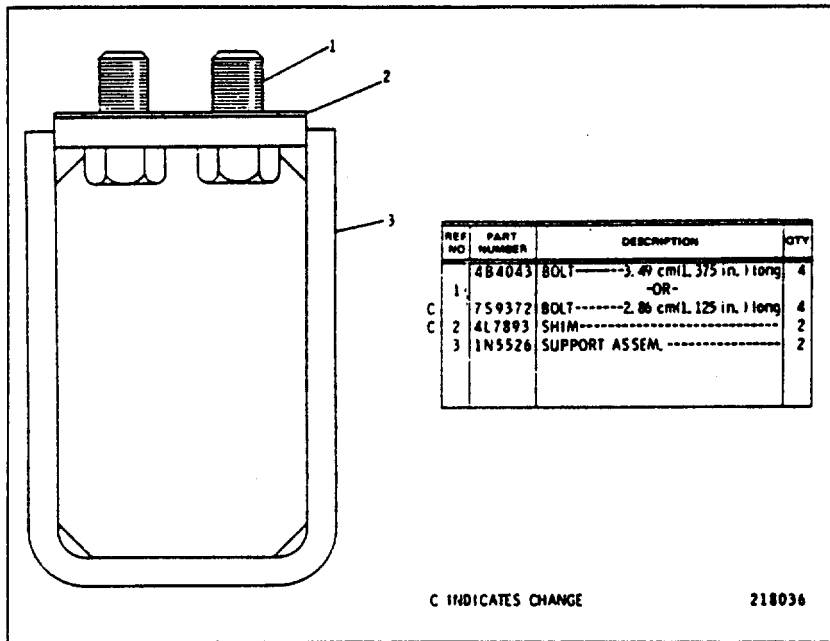 1
2
3
REF NO PART NUMBER DESCRIPTION QTY
4B4043 BOLT------3.49 cm(1.375 in.) long 4
1 -OR-
C 7S9372 BOLT-------2.86 cm(1.125 in.) long 4
C 2 4L7893 SHIM---------------------------- 2
3 1N5526 SUPPORT ASSEM. ---------------- 2
C INDICATES CHANGE 218036